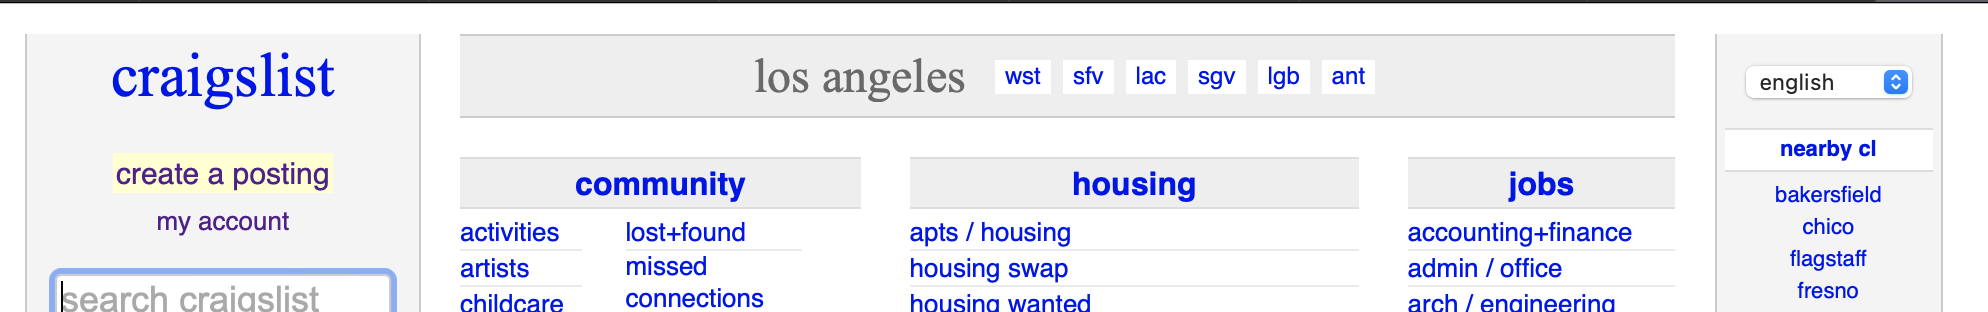 craigslist
create a posting
my account
search craigslist
los angeles wst sfv lac sgv lgb ant
community
activities
artists
childcare
lost+found
missed
connections
housing
apts / housing
housing swap
housing wanted
jobs
accounting+finance
admin / office
arch / engineering
english
nearby cl
bakersfield
chico
flagstaff
fresno